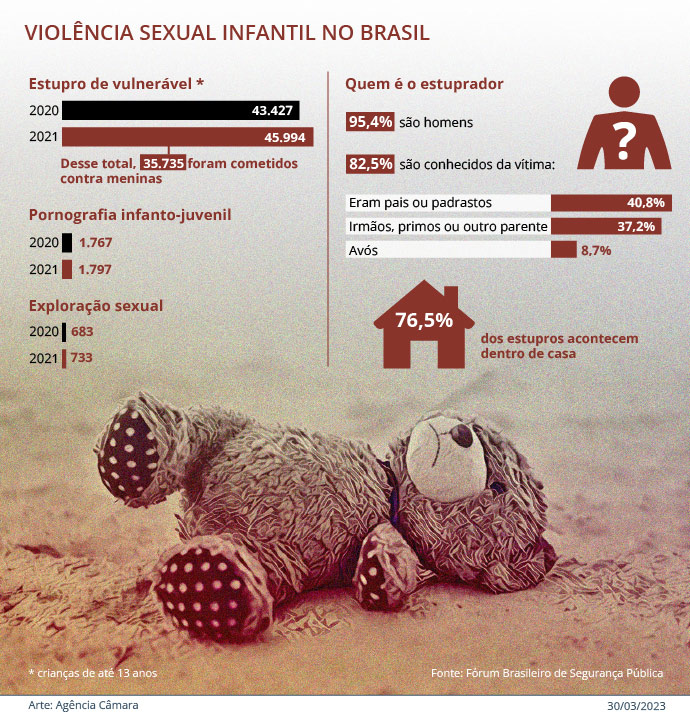 VIOLÊNCIA SEXUAL INFANTIL NO BRASIL
Estupro de vulnerável *
2020 43.427
2021 45.994
Desse total, 35.735 foram cometidos
contra meninas
Pornografia infanto-juvenil
2020 1.767
2021 1.797
Exploração sexual
2020 683
2021 733
Quem é o estuprador
?
95,4% são homens
82,5% são conhecidos da vítima:
Eram pais ou padrastos 40,8%
Irmãos, primos ou outro parente 37,2%
Avós 8,7%
76,5%
dos estupros acontecem
dentro de casa
* crianças de até 13 anos
Fonte: Fórum Brasileiro de Segurança Pública
Arte: Agência Câmara
30/03/2023